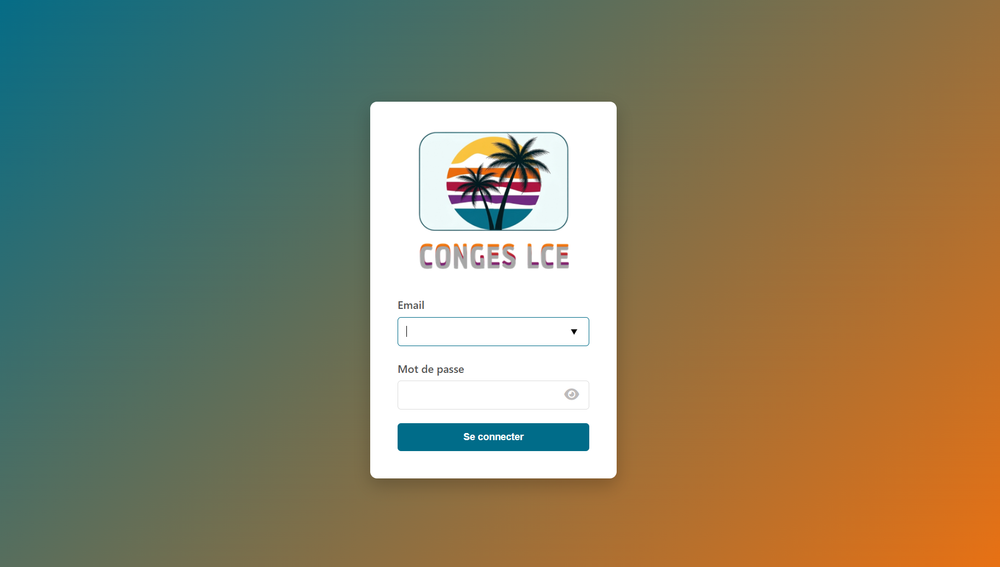 CONGES LCE
Email
Mot de passe
Se connecter